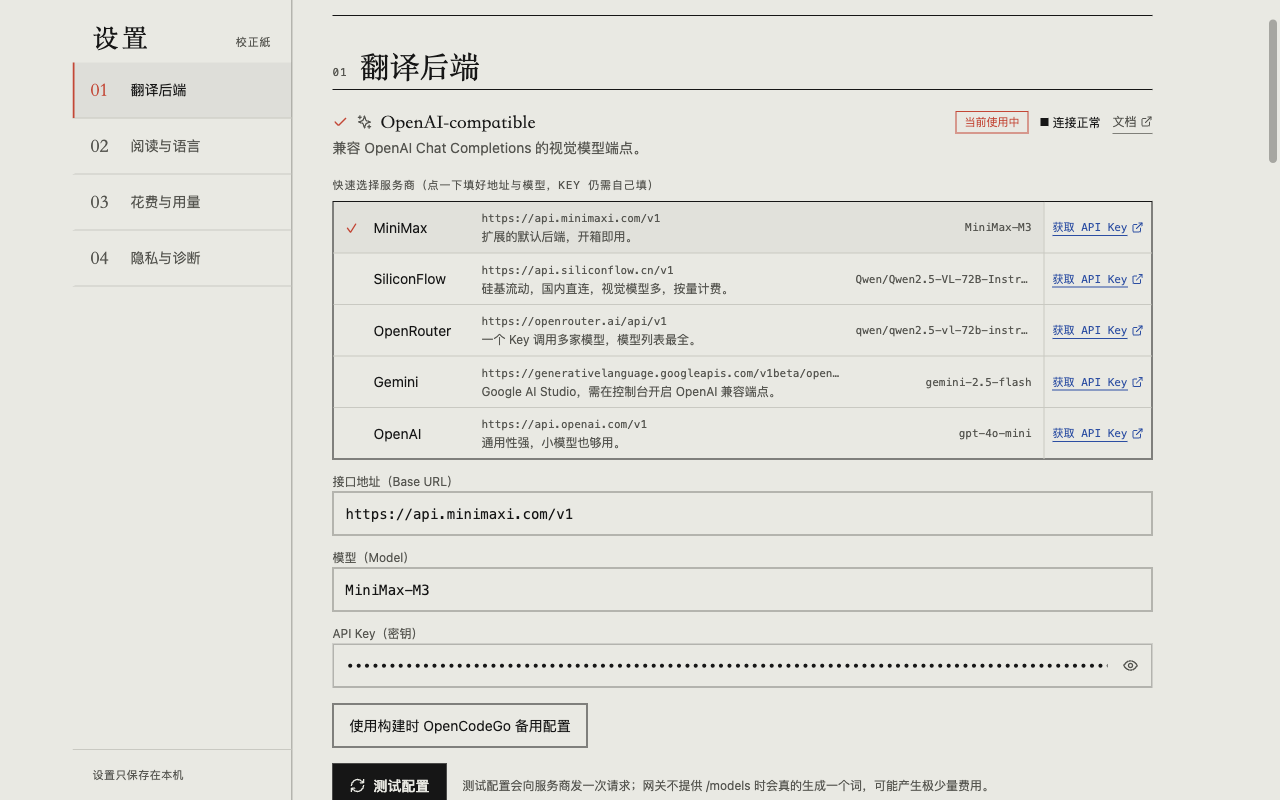 设置
校正紙
01 翻译后端
02 阅读与语言
03 花费与用量
04 隐私与诊断
设置只保存在本机
01 翻译后端
OpenAI-compatible
当前使用中
连接正常
文档
兼容 OpenAI Chat Completions 的视觉模型端点。
快速选择服务商（点一下填好地址与模型，KEY 仍需自己填）
MiniMax
https://api.minimaxi.com/v1
扩展的默认后端，开箱即用。
MiniMax-M3
获取 API Key
SiliconFlow
https://api.siliconflow.cn/v1
硅基流动，国内直连，视觉模型多，按量计费。
Qwen/Qwen2.5-VL-72B-Instr…
获取 API Key
OpenRouter
https://openrouter.ai/api/v1
一个 Key 调用多家模型，模型列表最全。
qwen/qwen2.5-vl-72b-instr…
获取 API Key
Gemini
https://generativelanguage.googleapis.com/v1beta/open…
Google AI Studio，需在控制台开启 OpenAI 兼容端点。
gemini-2.5-flash
获取 API Key
OpenAI
https://api.openai.com/v1
通用性强，小模型也够用。
gpt-4o-mini
获取 API Key
接口地址（Base URL）
https://api.minimaxi.com/v1
模型（Model）
MiniMax-M3
API Key（密钥）
使用构建时 OpenCodeGo 备用配置
测试配置
测试配置会向服务商发一次请求；网关不提供 /models 时会真的生成一个词，可能产生极少量费用。